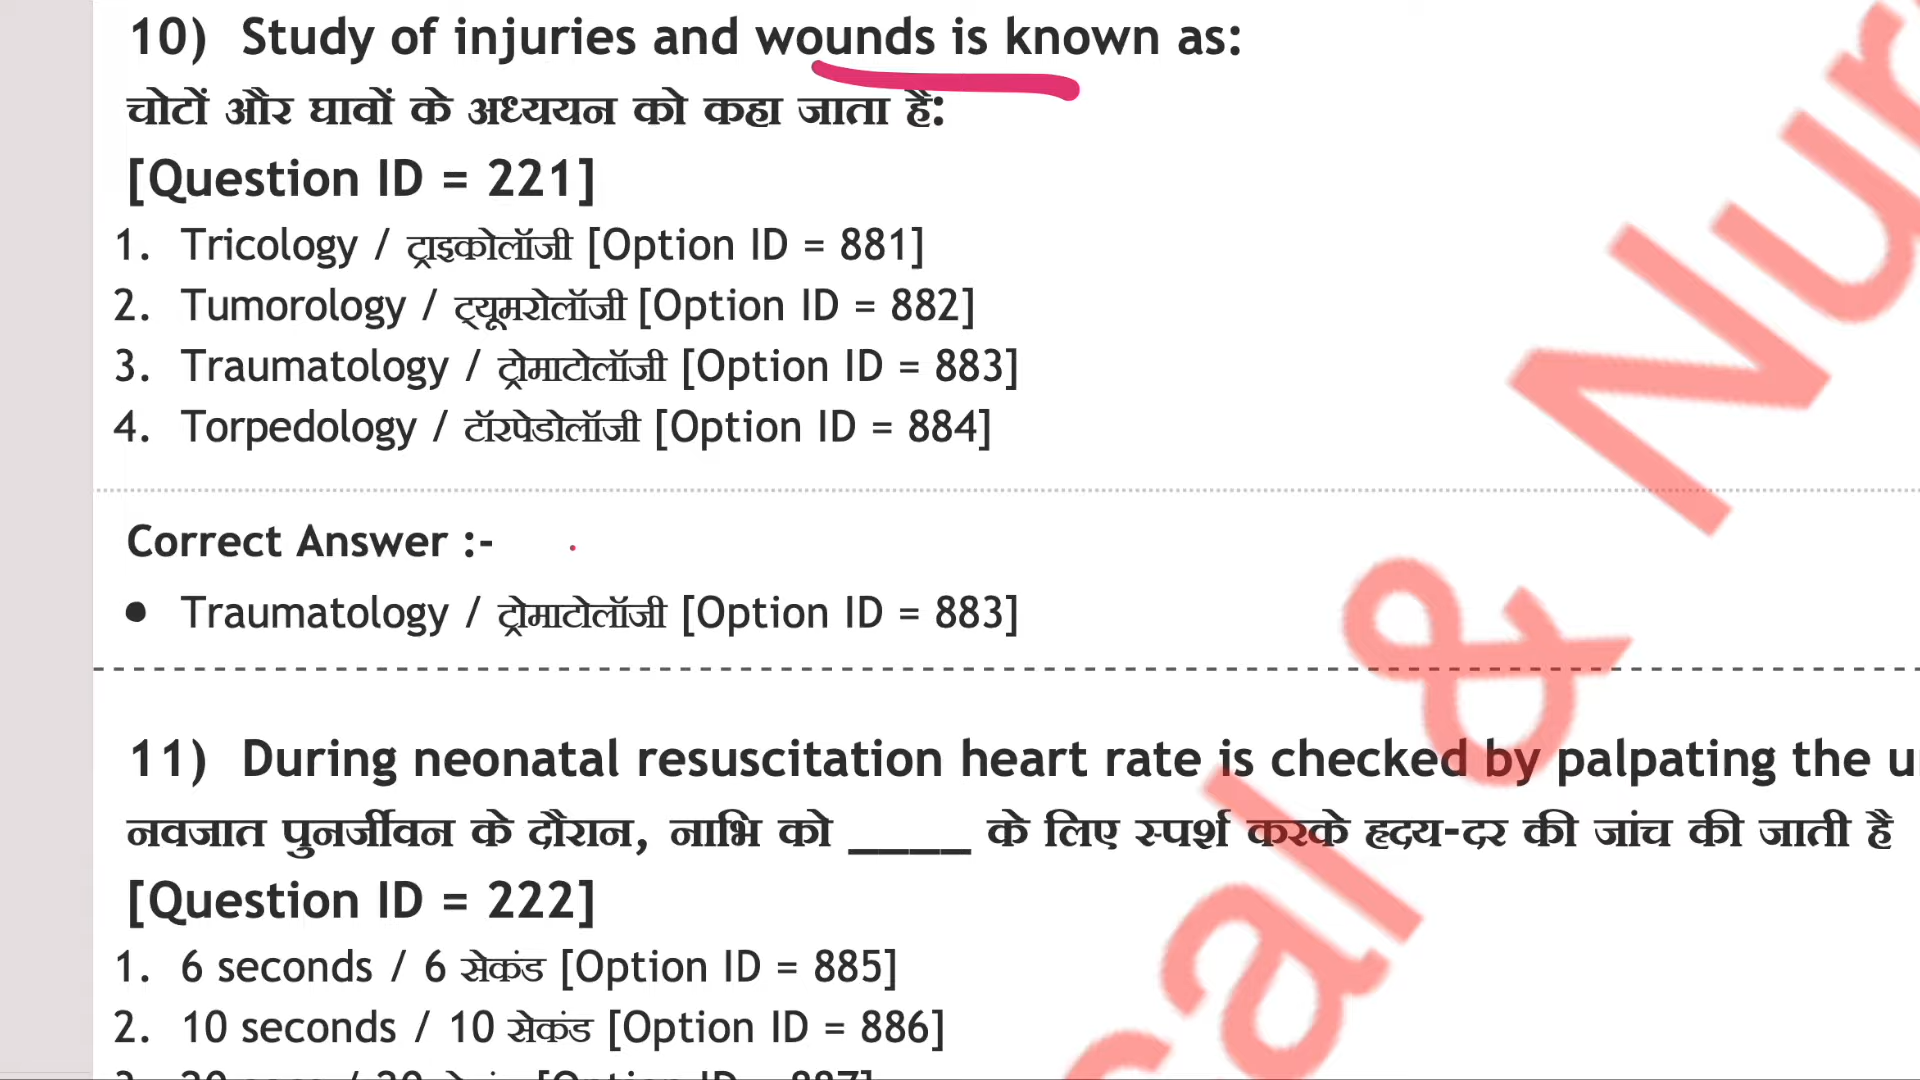 10) Study of injuries and wounds is known as:
चोटों और घावों के अध्ययन को कहा जाता है:
[Question ID = 221]
1. Tricology / ट्राइकोलॉजी [Option ID = 881]
2. Tumorology / ट्यूमरोलॉजी [Option ID = 882]
3. Traumatology / ट्रोमाटोलॉजी [Option ID = 883]
4. Torpedology / टॉरपेडोलॉजी [Option ID = 884]
Correct Answer :-
• Traumatology / ट्रोमाटोलॉजी [Option ID = 883]
11) During neonatal resuscitation heart rate is checked by palpating the
नवजात पुनर्जीवन के दौरान, नाभि को ____ के लिए स्पर्श करके हृदय-दर की जांच की जाती है
[Question ID = 222]
1. 6 seconds / 6 सेकंड [Option ID = 885]
2. 10 seconds / 10 सेकंड [Option ID = 886]